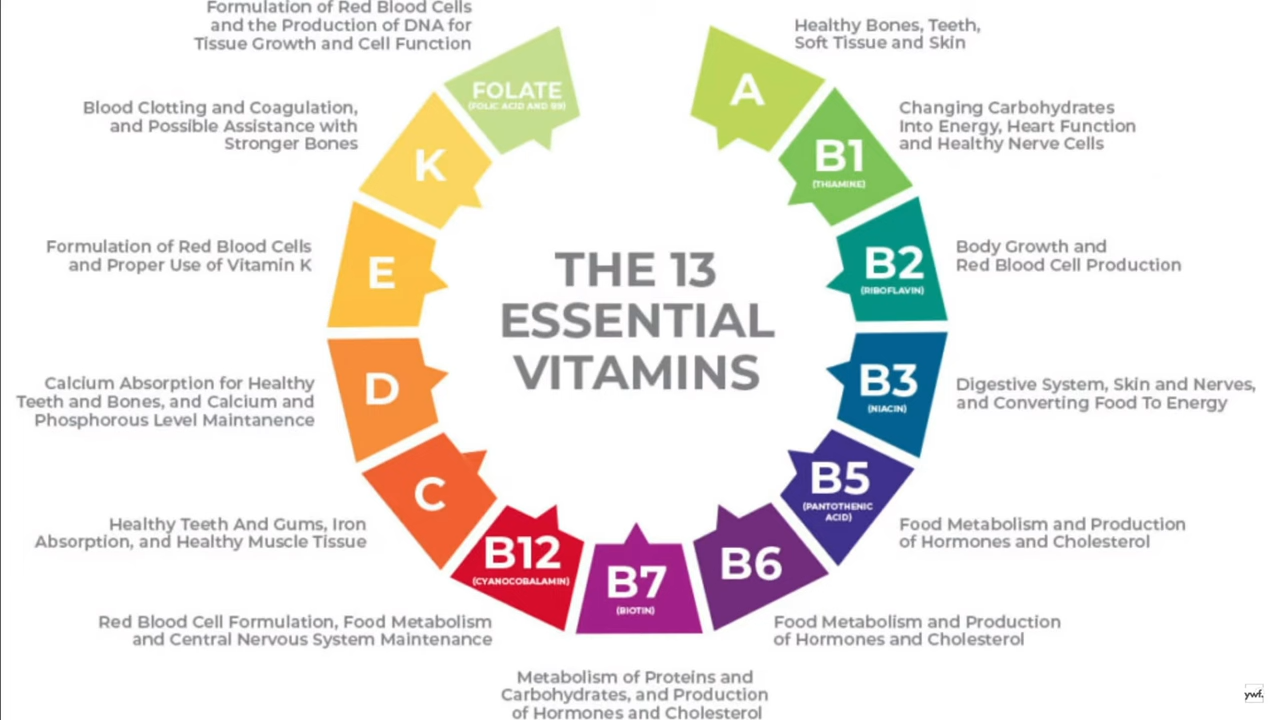 THE 13
ESSENTIAL
VITAMINS
A
Healthy Bones, Teeth,
Soft Tissue and Skin
B1
(THIAMINE)
Changing Carbohydrates
Into Energy, Heart Function
and Healthy Nerve Cells
B2
(RIBOFLAVIN)
Body Growth and
Red Blood Cell Production
B3
(NIACIN)
Digestive System, Skin and Nerves,
and Converting Food To Energy
B5
(PANTOTHENIC
ACID)
Food Metabolism and Production
of Hormones and Cholesterol
B6
Food Metabolism and Production
of Hormones and Cholesterol
B7
(BIOTIN)
Metabolism of Proteins and
Carbohydrates, and Production
of Hormones and Cholesterol
B12
(CYANOCOBALAMIN)
Red Blood Cell Formulation, Food Metabolism
and Central Nervous System Maintenance
C
Healthy Teeth And Gums, Iron
Absorption, and Healthy Muscle Tissue
D
Calcium Absorption for Healthy
Teeth and Bones, and Calcium and
Phosphorous Level Maintanence
E
Formulation of Red Blood Cells
and Proper Use of Vitamin K
K
Blood Clotting and Coagulation,
and Possible Assistance with
Stronger Bones
FOLATE
(FOLIC ACID AND B9)
Formulation of Red Blood Cells
and the Production of DNA for
Tissue Growth and Cell Function
ywf.